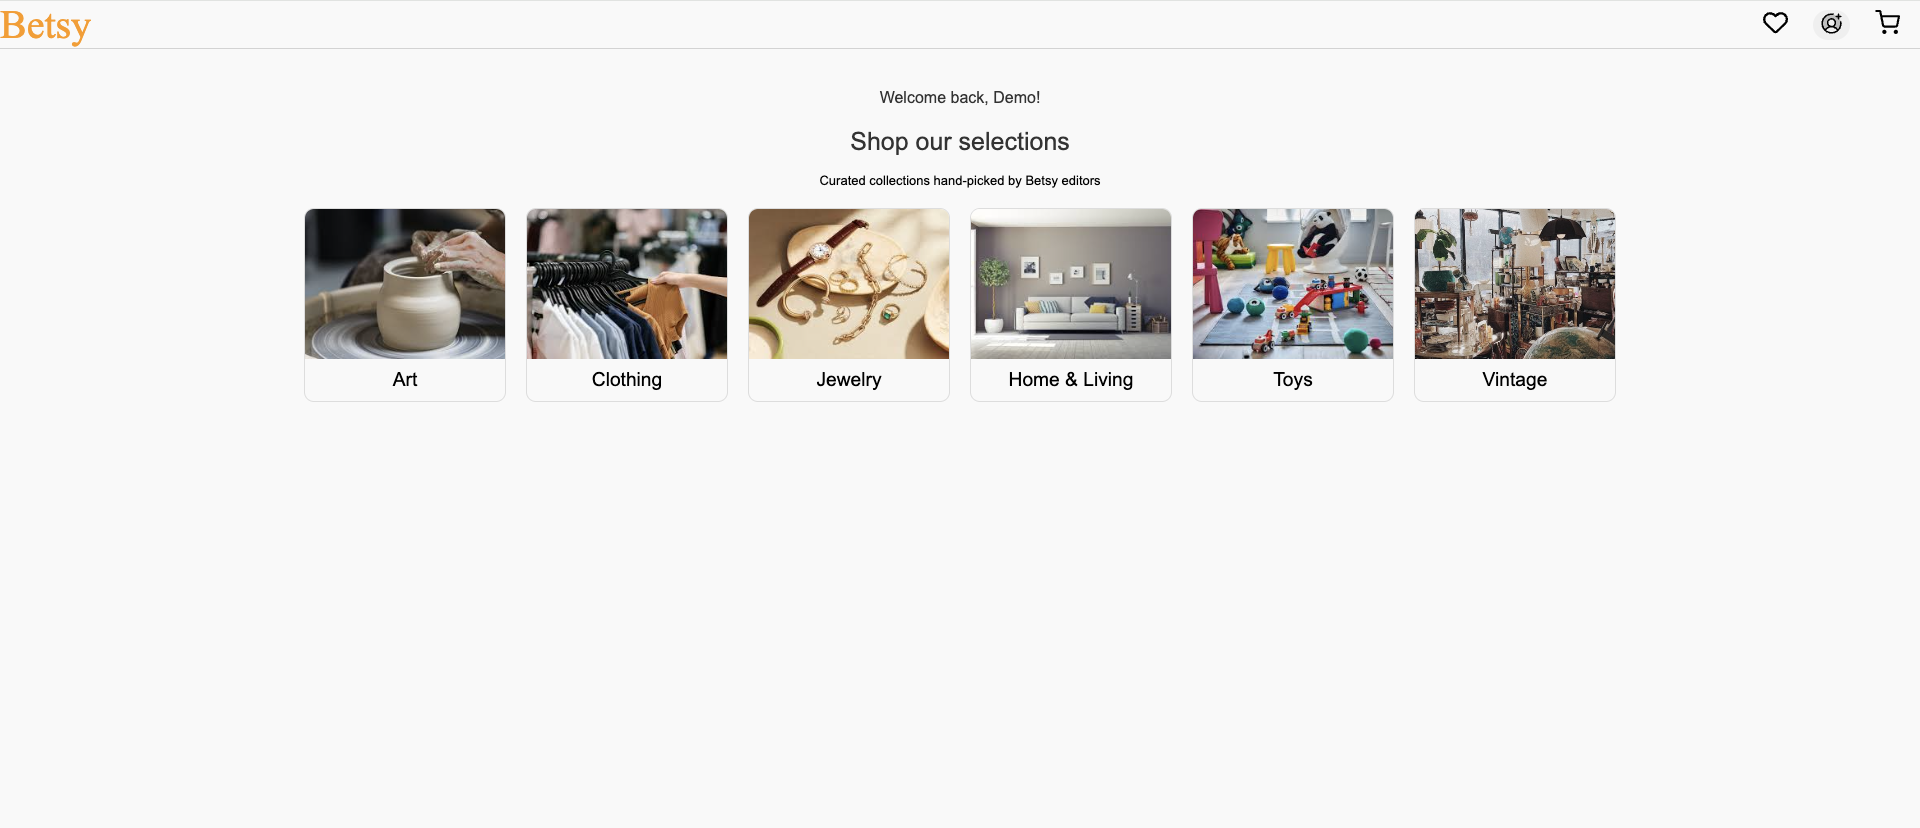 Betsy
Welcome back, Demo!
Shop our selections
Curated collections hand-picked by Betsy editors
Art
Clothing
Jewelry
Home & Living
Toys
Vintage